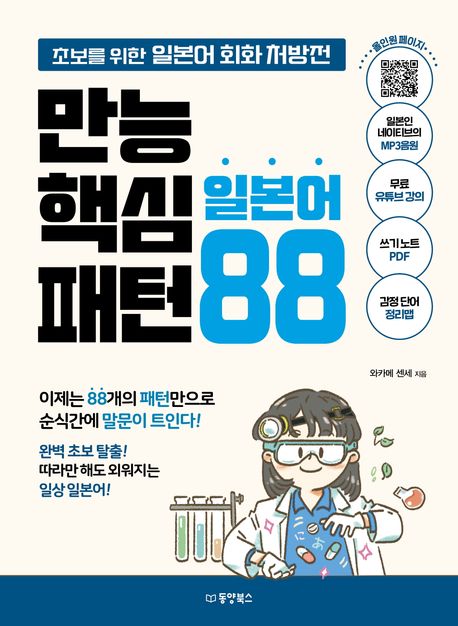 초보를 위한 일본어 회화 처방전
만능
핵심
패턴
일본어
88
올인원 페이지
일본인
네이티브의
MP3음원
무료
유튜브 강의
쓰기 노트
PDF
감정 단어
정리맵
와카메 센세 지음
이제는 88개의 패턴만으로
순식간에 말문이 트인다!
완벽 초보 탈출!
따라만 해도 외워지는
일상 일본어!
に
あ
동양북스